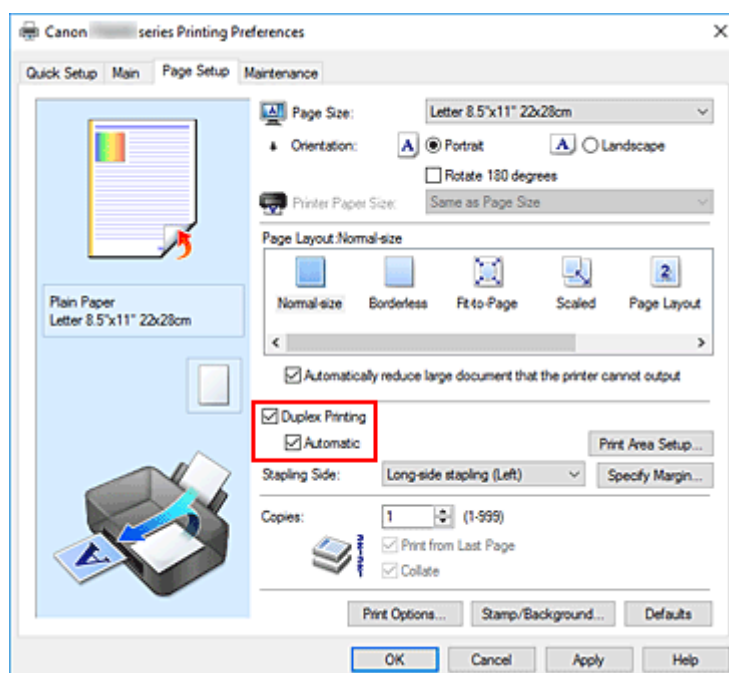 Canon series Printing Preferences
Quick Setup Main Page Setup Maintenance
Page Size: Letter 8.5"x11" 22x28cm
Orientation: A Portrait A Landscape
Rotate 180 degrees
Printer Paper Size: Same as Page Size
Page Layout:Normal-size
2
Normal-size Borderless Fit-to-Page Scaled Page Layout
Plain Paper
Letter 8.5"x11" 22x28cm
Automatically reduce large document that the printer cannot output
Duplex Printing
Automatic
Print Area Setup...
Stapling Side: Long-side stapling (Left) Specify Margin...
Copies: 1 (1-999)
Print from Last Page
Collate
A
Print Options... Stamp/Background... Defaults
OK Cancel Apply Help